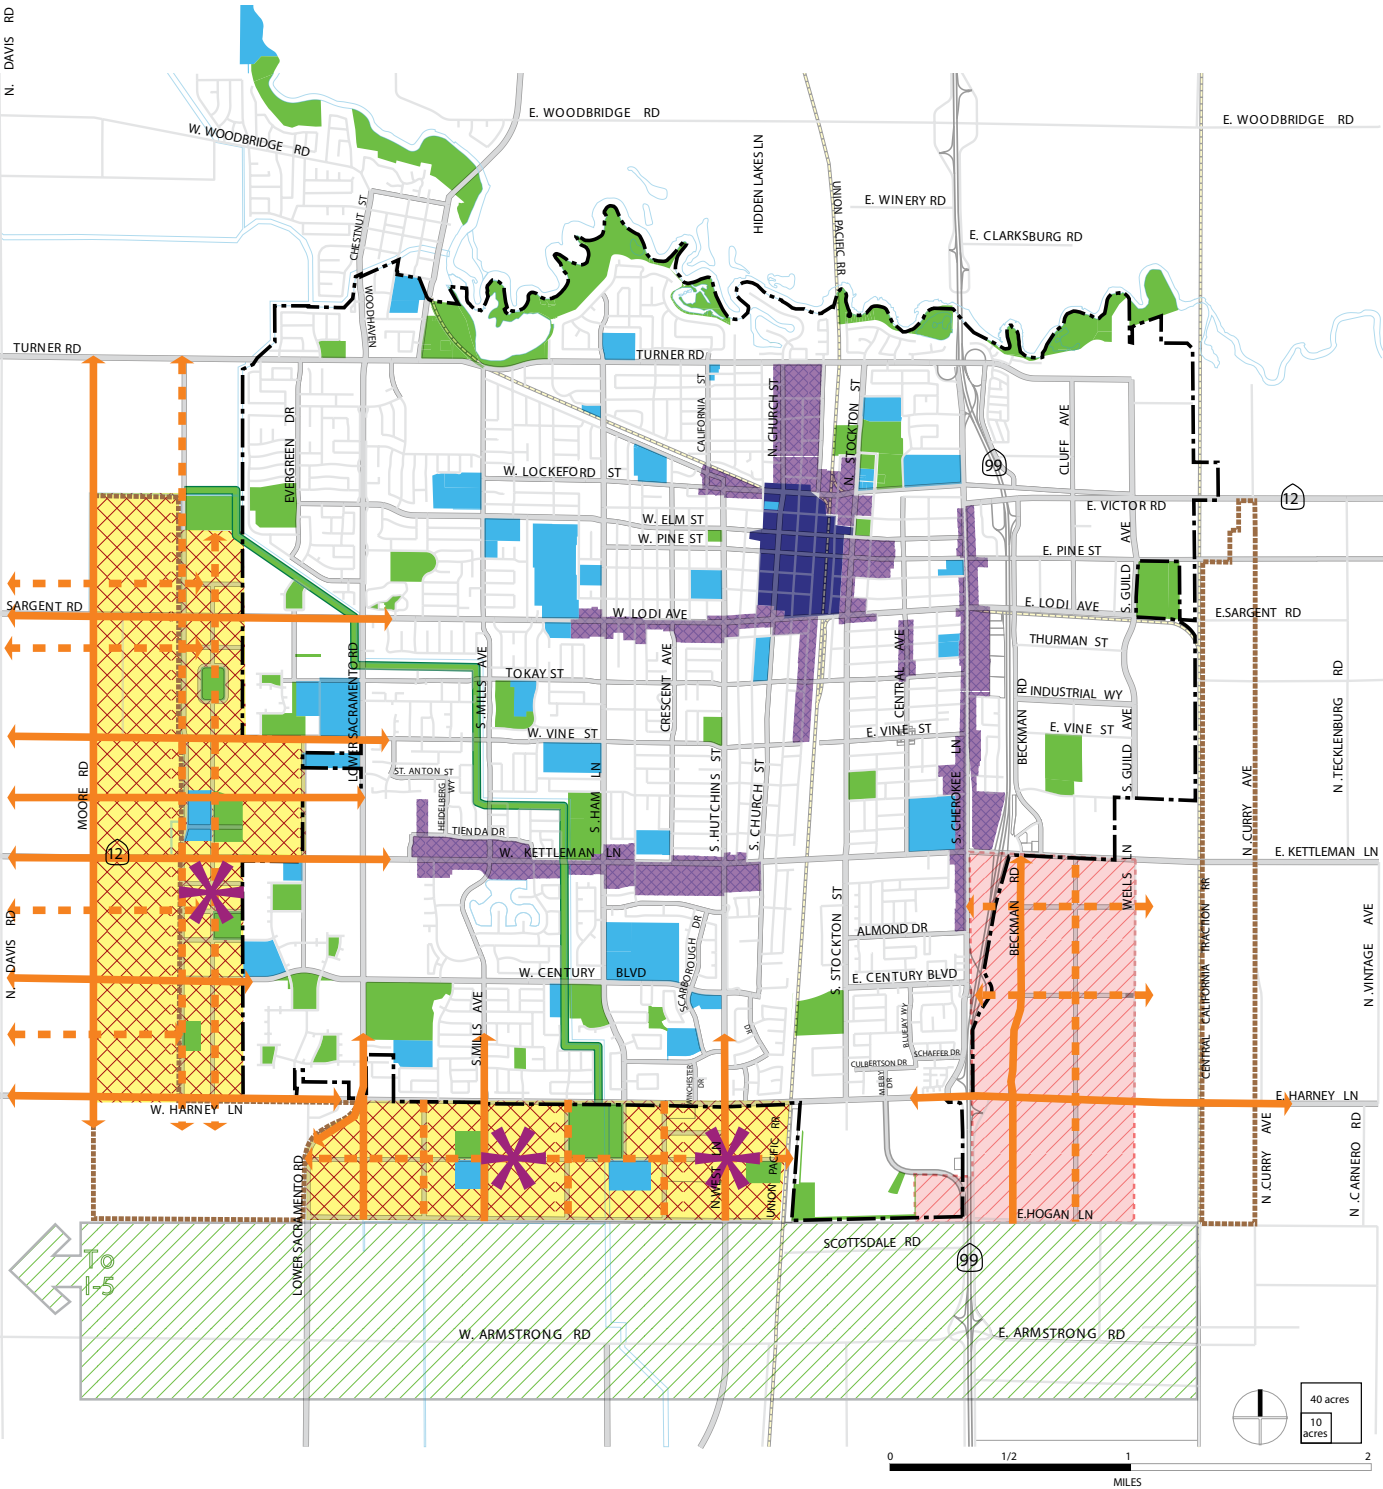 N. DAVIS RD
E. WOODBRIDGE RD
E. WOODBRIDGE RD
W. WOODBRIDGE RD
HIDDEN LAKES LN
UNION PACIFIC RR
E. WINERY RD
E. CLARKSBURG RD
CHESTNUT ST
WOODHAVEN
TURNER RD
TURNER RD
EVERGREEN DR
CALIFORNIA ST
N. CHURCH ST
N. STOCKTON ST
CLUFF AVE
99
12
W. LOCKEFORD ST
E. VICTOR RD
W. ELM ST
W. PINE ST
E. PINE ST
S. GUILD AVE
SARGENT RD
W. LODI AVE
E. LODI AVE
E.SARGENT RD
THURMAN ST
LOWER SACRAMENTO RD
S .MILLS AVE
TOKAY ST
CRESCENT AVE
CENTRAL AVE
BECKMAN RD
INDUSTRIAL WY
N .TECKLENBURG RD
W. VINE ST
E. VINE ST
E. VINE ST
S. GUILD AVE
MOORE RD
ST. ANTON ST
HEIDELBERG WY
TIENDA DR
S .HAM LN
S .HUTCHINS ST
S. CHURCH ST
S. CHEROKEE LN
N .CURRY AVE
12
W. KETTLEMAN LN
E. KETTLEMAN LN
WELLS LN
BECKMAN RD
CENTRAL CALIFORNIA TRACTION RR
N .VINTAGE AVE
N. DAVIS RD
S. STOCKTON ST
ALMOND DR
SCARBOROUGH DR
W. CENTURY BLVD
E. CENTURY BLVD
S.MILLS AVE
DR
BLUEJAY WY
SCHAFFER DR
CULBERTSON DR
MELBY DR
WINCHESTER DR
W. HARNEY LN
E. HARNEY LN
N .CURRY AVE
N .CARNERO RD
LOWER SACRAMENTO RD
N.WEST LN
UNION PACIFIC RR
E.HOGAN LN
SCOTTSDALE RD
99
To
I-5
W. ARMSTRONG RD
E. ARMSTRONG RD
40 acres
10
acres
0 1/2 1 2
MILES